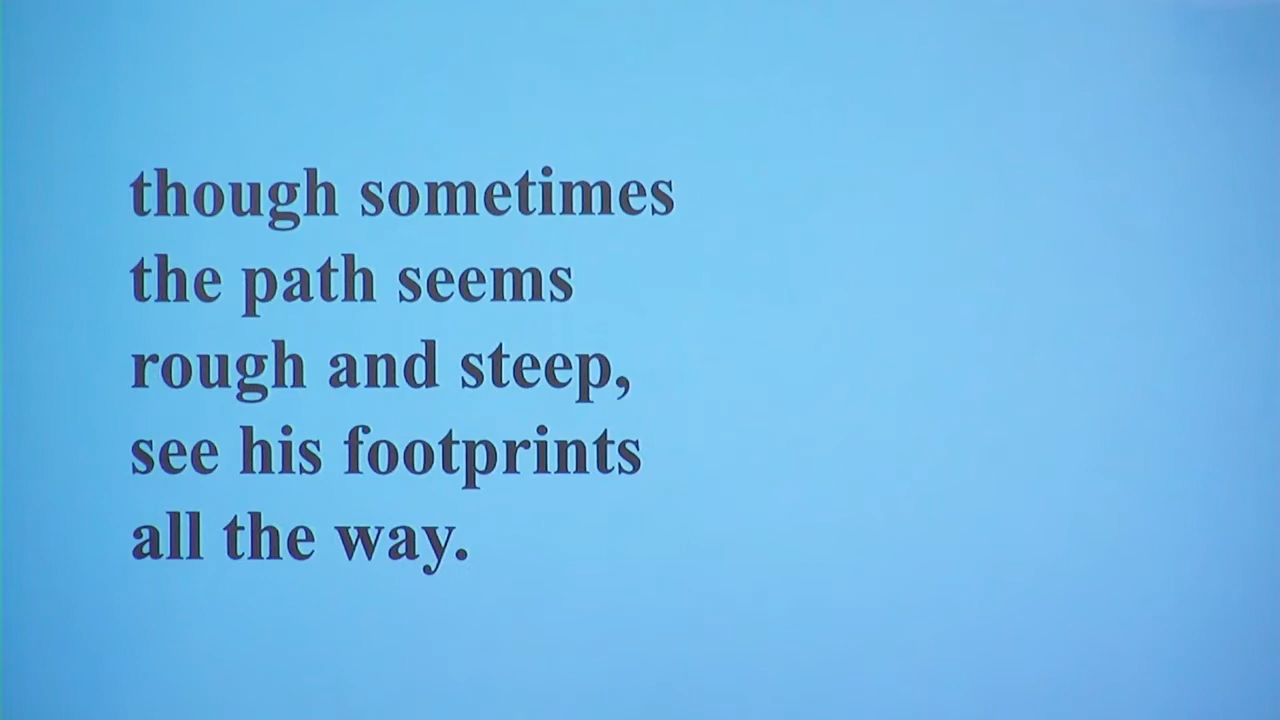 though sometimes
the path seems
rough and steep,
see his footprints
all the way.